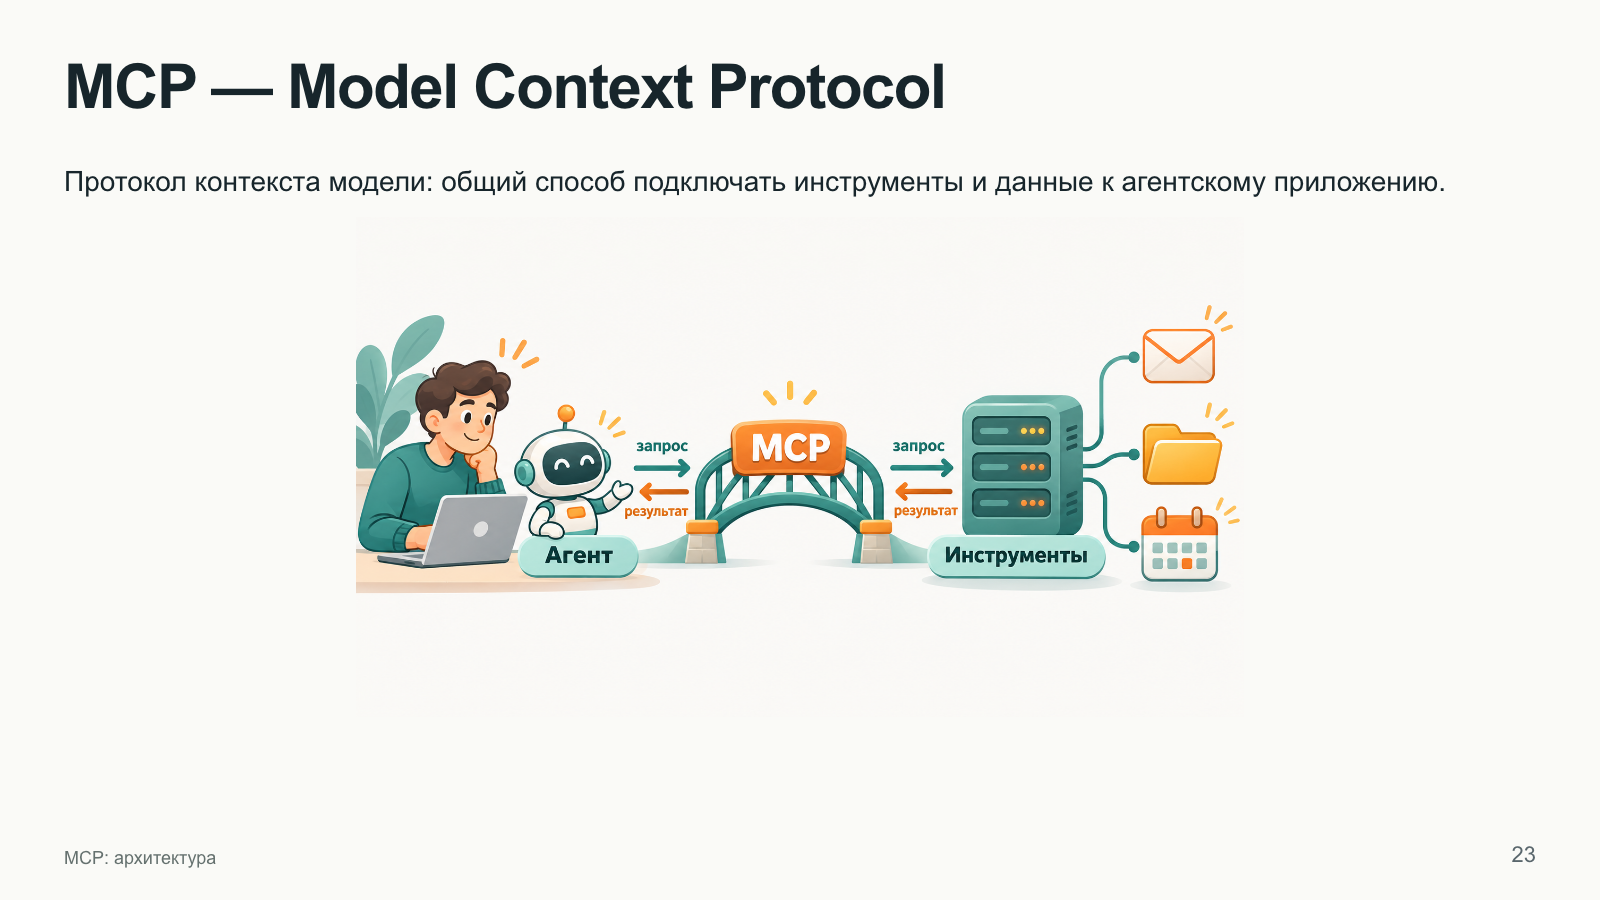 MCP — Model Context Protocol
Протокол контекста модели: общий способ подключать инструменты и данные к агентскому приложению.
запрос
результат
MCP
запрос
результат
Агент
Инструменты
MCP: архитектура
23